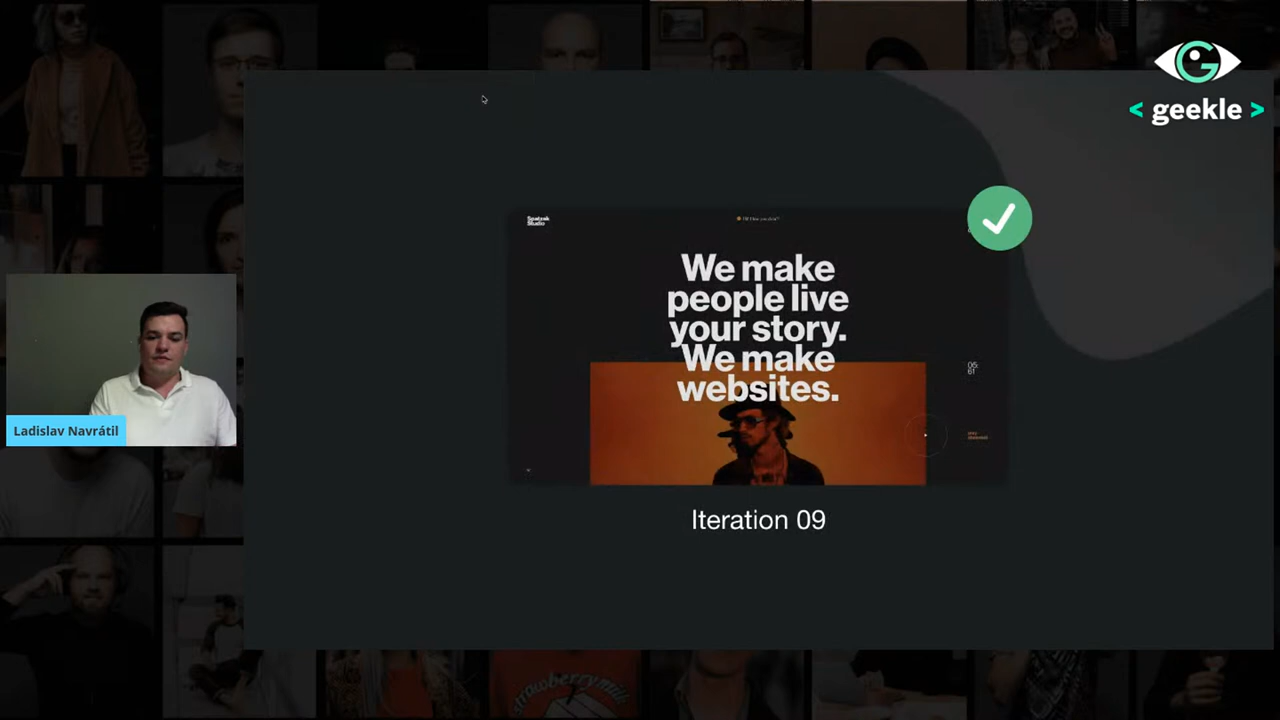 < geekle >
We make
people live
your story.
We make
websites.
Iteration 09
Ladislav Navrátil